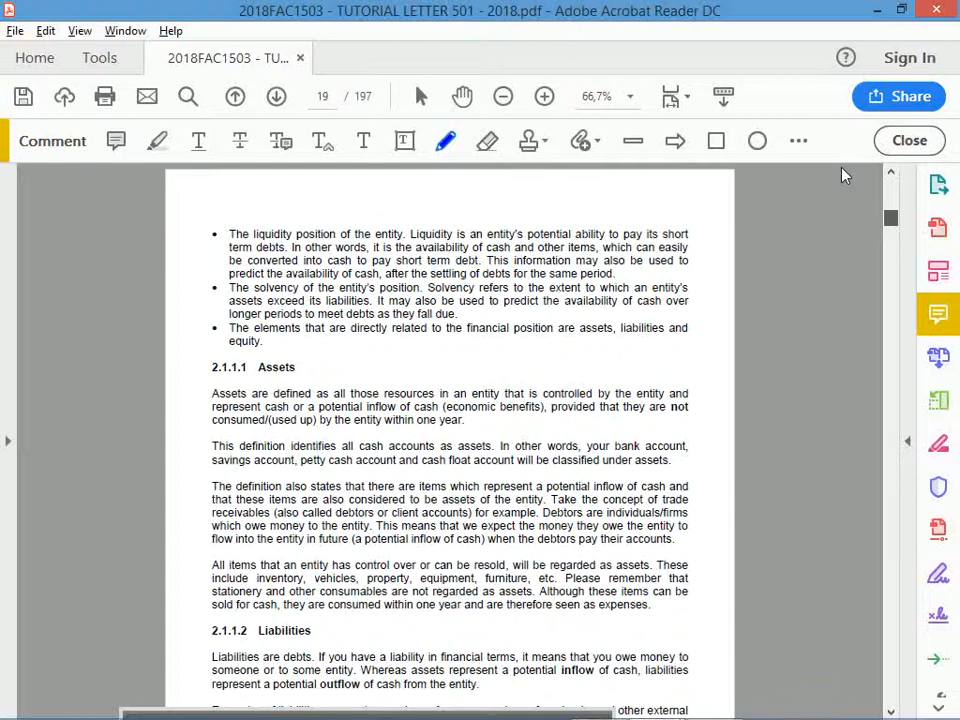 2018FAC1503 - TUTORIAL LETTER 501 - 2018.pdf - Adobe Acrobat Reader DC
File Edit View Window Help
Home Tools 2018FAC1503 - TU... × Sign In
19 / 197 66,7% Share
Comment Close
• The liquidity position of the entity. Liquidity is an entity's potential ability to pay its short
term debts. In other words, it is the availability of cash and other items, which can easily
be converted into cash to pay short term debt. This information may also be used to
predict the availability of cash, after the settling of debts for the same period.
• The solvency of the entity's position. Solvency refers to the extent to which an entity's
assets exceed its liabilities. It may also be used to predict the availability of cash over
longer periods to meet debts as they fall due.
• The elements that are directly related to the financial position are assets, liabilities and
equity.
2.1.1.1 Assets
Assets are defined as all those resources in an entity that is controlled by the entity and
represent cash or a potential inflow of cash (economic benefits), provided that they are not
consumed/(used up) by the entity within one year.
This definition identifies all cash accounts as assets. In other words, your bank account,
savings account, petty cash account and cash float account will be classified under assets.
The definition also states that there are items which represent a potential inflow of cash and
that these items are also considered to be assets of the entity. Take the concept of trade
receivables (also called debtors or client accounts) for example. Debtors are individuals/firms
which owe money to the entity. This means that we expect the money they owe the entity to
flow into the entity in future (a potential inflow of cash) when the debtors pay their accounts.
All items that an entity has control over or can be resold, will be regarded as assets. These
include inventory, vehicles, property, equipment, furniture, etc. Please remember that
stationery and other consumables are not regarded as assets. Although these items can be
sold for cash, they are consumed within one year and are therefore seen as expenses.
2.1.1.2 Liabilities
Liabilities are debts. If you have a liability in financial terms, it means that you owe money to
someone or to some entity. Whereas assets represent a potential inflow of cash, liabilities
represent a potential outflow of cash from the entity.
other external